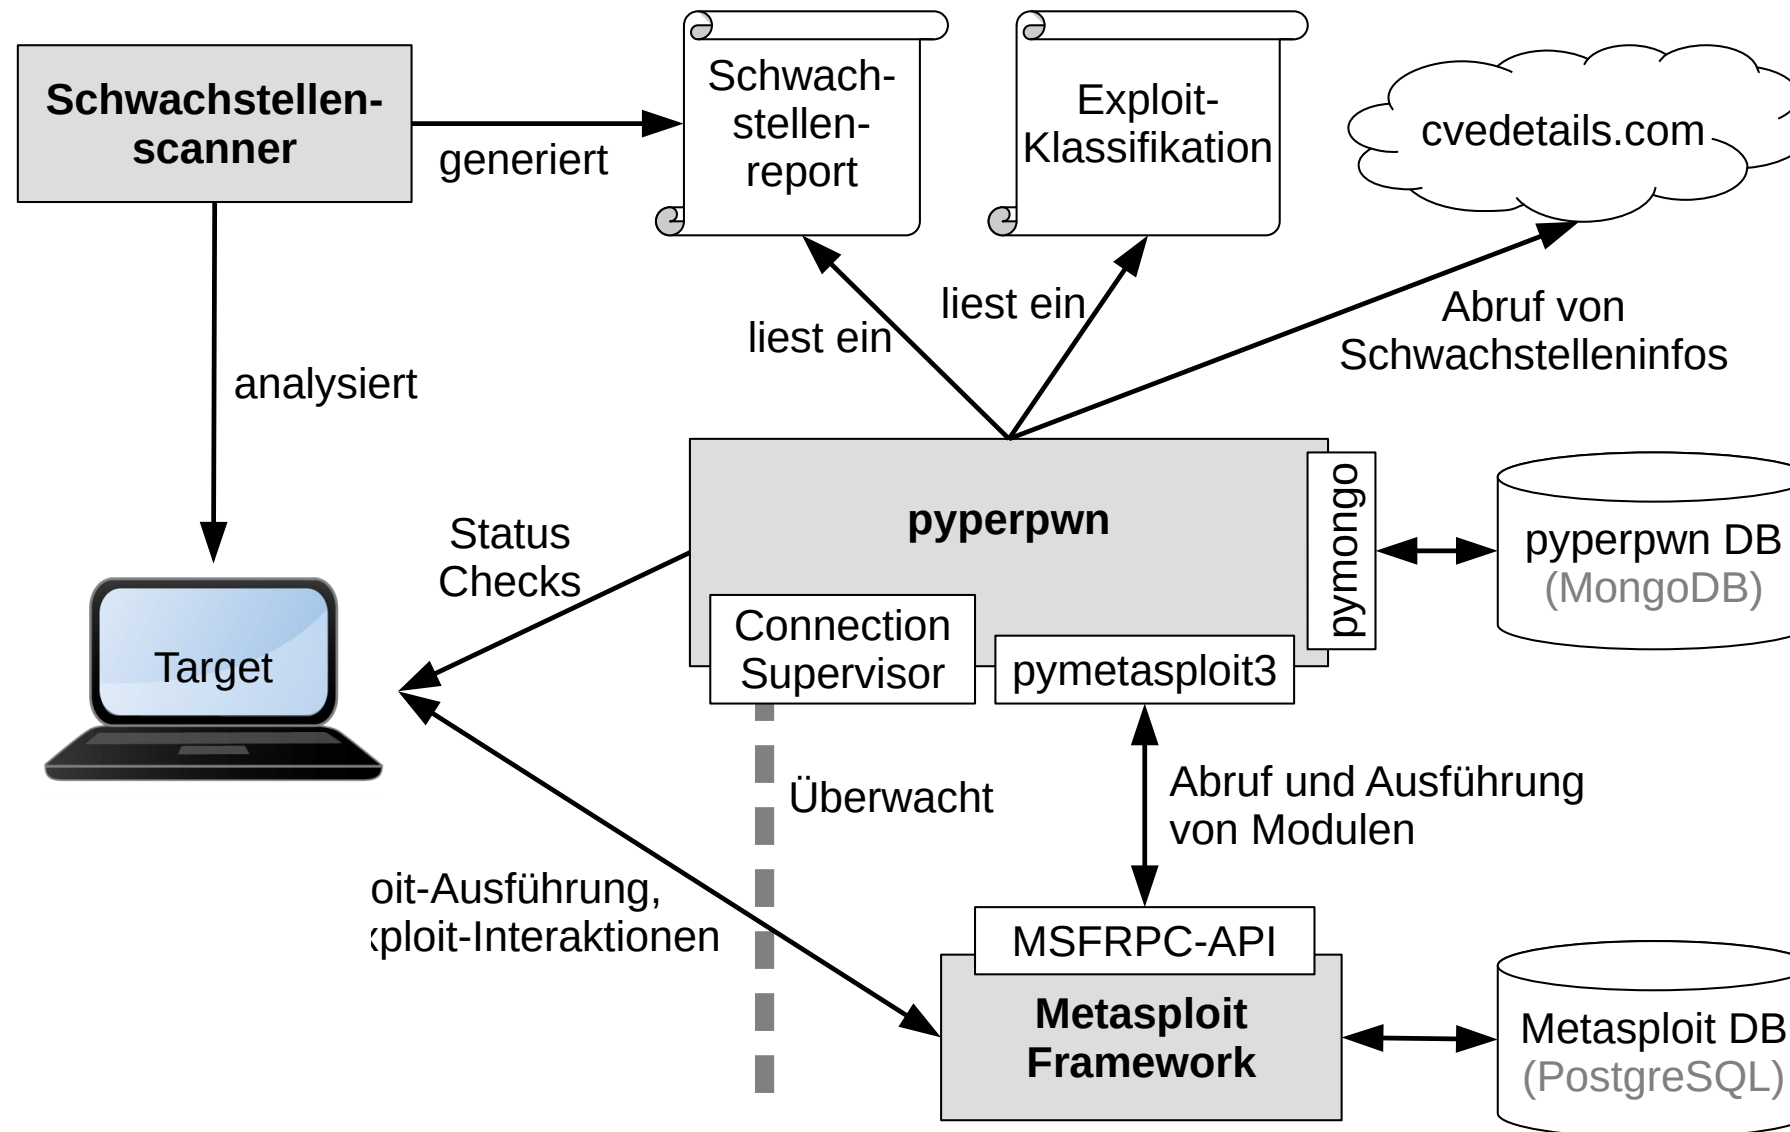 Schwachstellen-
scanner
generiert
Schwach-
stellen-
report
Exploit-
Klassifikation
cvedetails.com
liest ein
liest ein
Abruf von
Schwachstelleninfos
analysiert
Status
Checks
pyperpwn
pymongo
pyperpwn DB
(MongoDB)
Target
Connection
Supervisor
pymetasploit3
Überwacht
Abruf und Ausführung
von Modulen
oit-Ausführung,
xploit-Interaktionen
MSFRPC-API
Metasploit
Framework
Metasploit DB
(PostgreSQL)